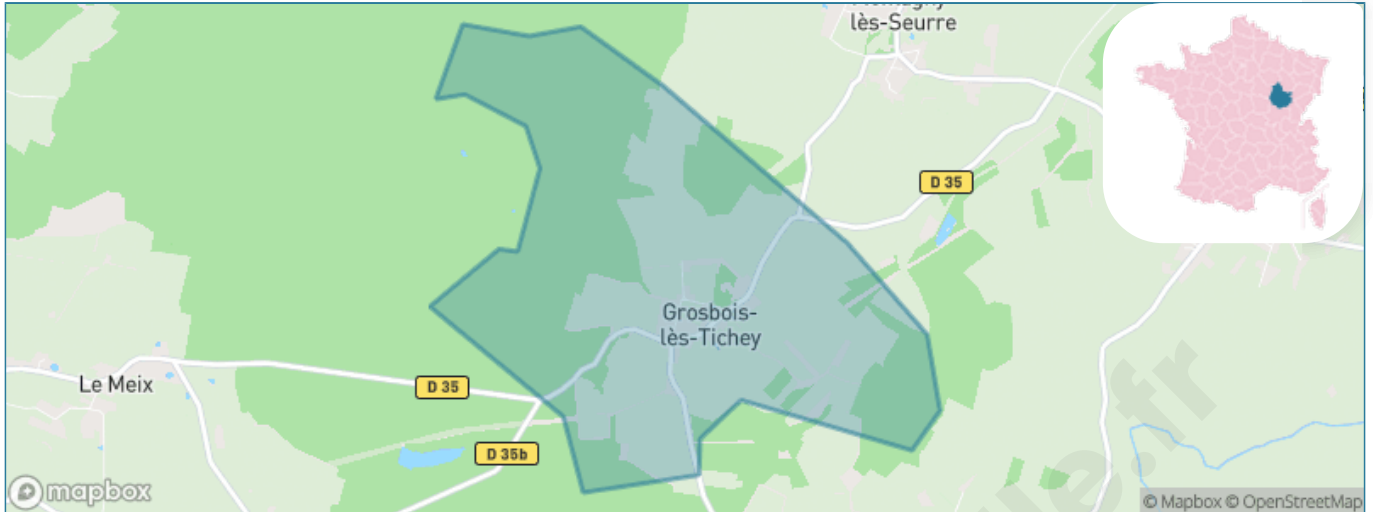 lès-Seurre
D 35
Grosbois-
lès-Tichey
Le Meix
D 35
D 35b
mapbox
© Mapbox © OpenStreetMap